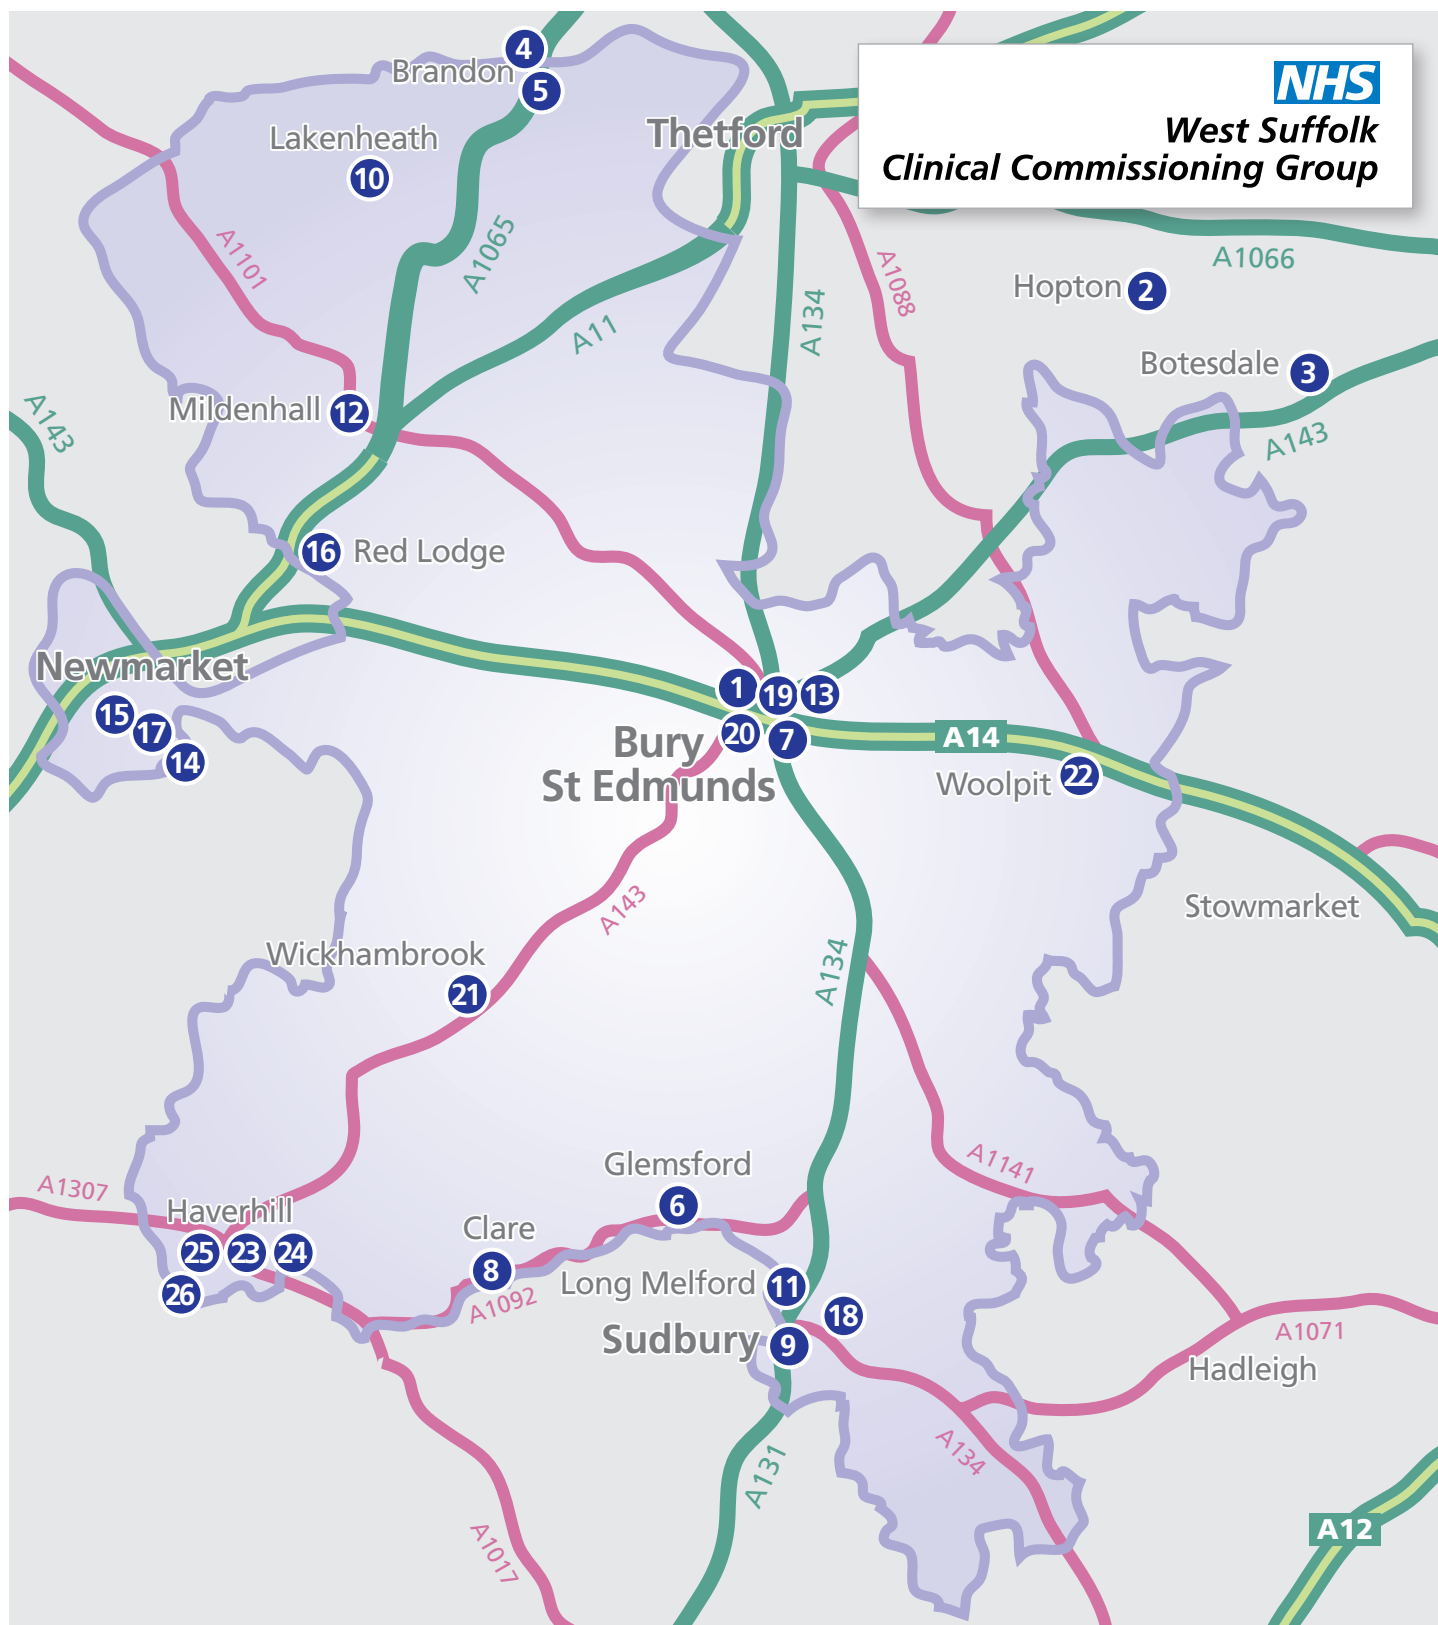 4
Brandon
5
NHS
West Suffolk
Clinical Commissioning Group
Thetford
Lakenheath
10
A1101
A1065
A1066
A1088
Hopton 2
A134
A11
Botesdale 3
A143
Mildenhall 12
A143
16 Red Lodge
Newmarket
15
17
14
1
19
13
20
7
Bury
St Edmunds
A14
Woolpit 22
A143
Stowmarket
Wickhambrook
21
A134
Glemsford
6
A1141
A1307
Haverhill
25
23
24
26
Clare
8
A1092
Long Melford 11
18
Sudbury 9
A1071
Hadleigh
A134
A131
A1017
A12